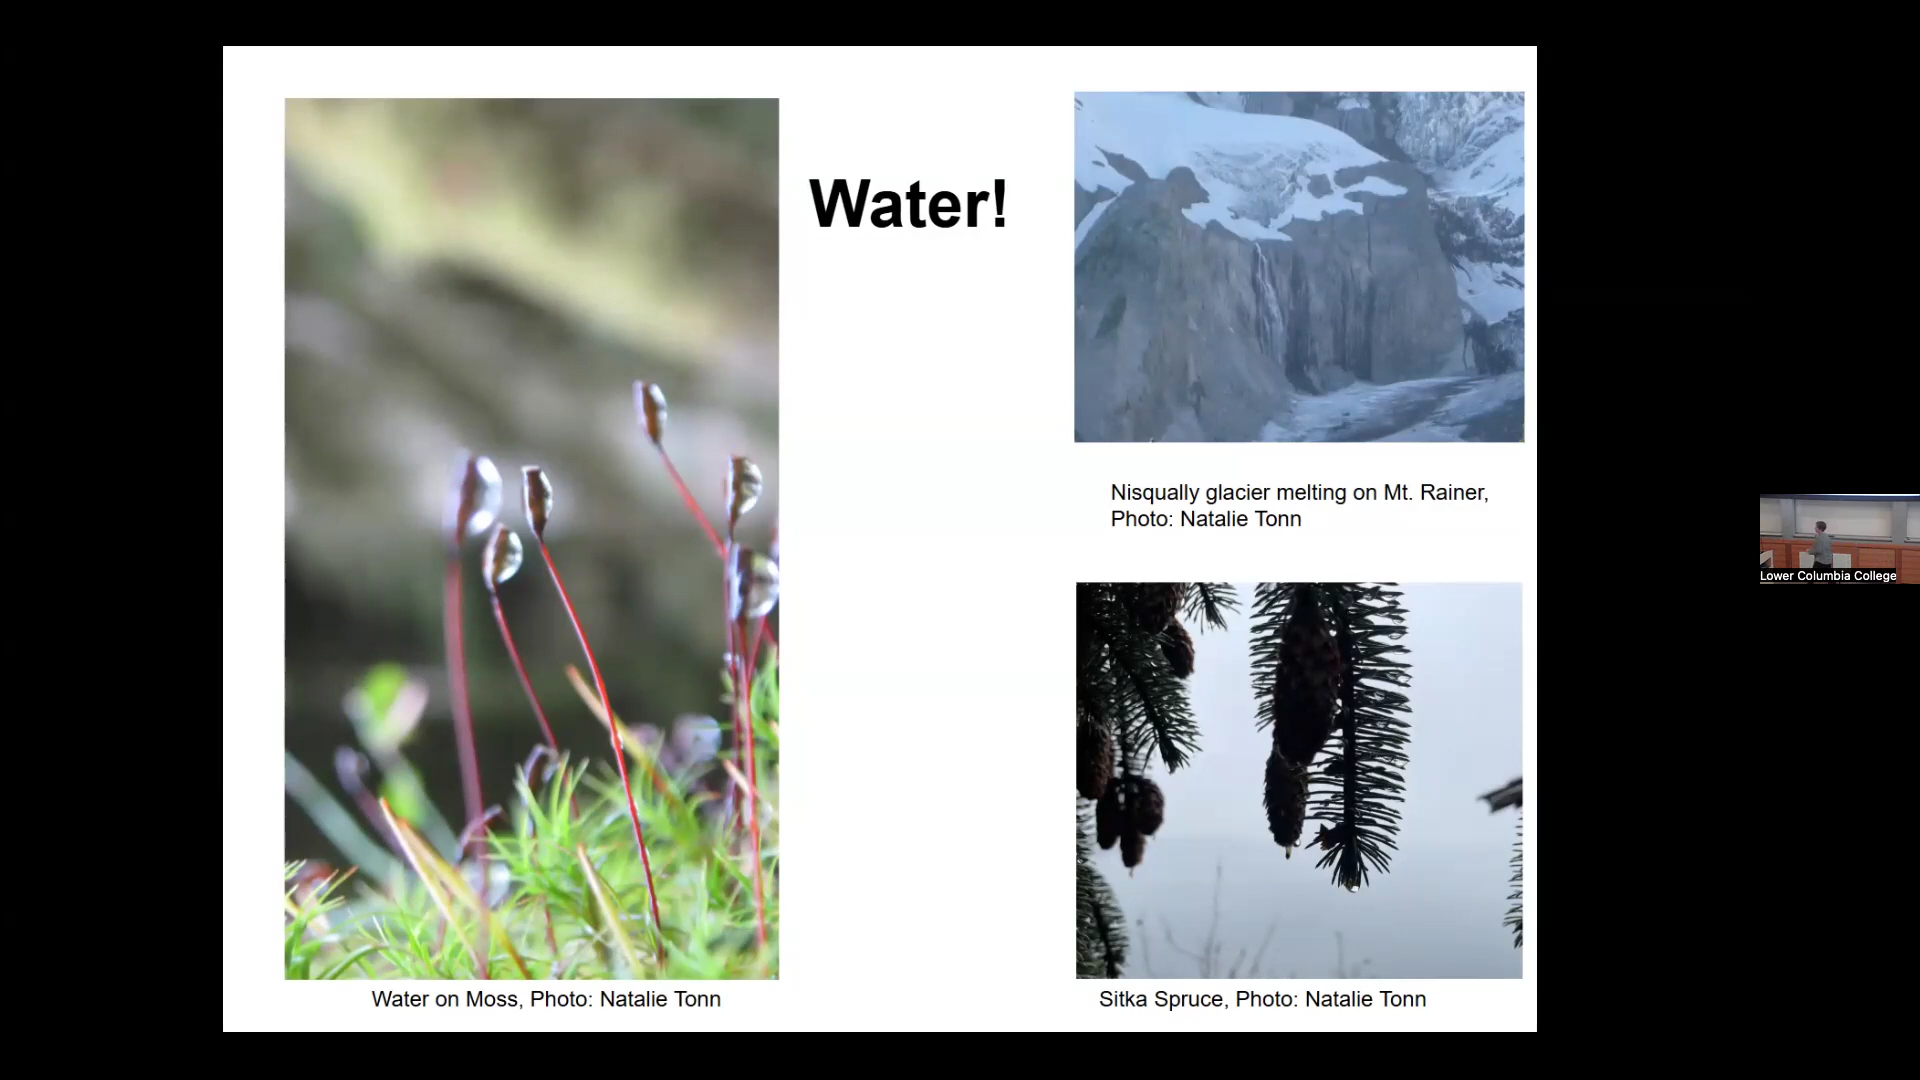 Water!
Nisqually glacier melting on Mt. Rainer,
Photo: Natalie Tonn
Water on Moss, Photo: Natalie Tonn
Sitka Spruce, Photo: Natalie Tonn
Lower Columbia College